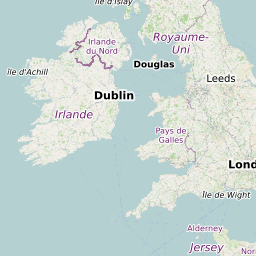 île d'Islay
Irlande
du Nord
Royaume-
Uni
île d'Achill
Douglas
Leeds
Dublin
Irlande
Pays de
Galles
Lond
Île de Wight
Alderney
Jersey